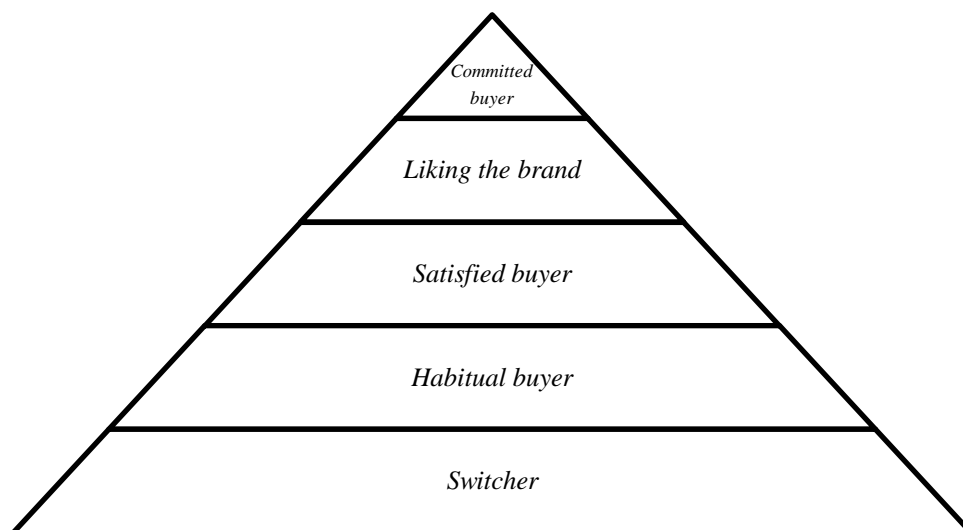 Committed
buyer
Liking the brand
Satisfied buyer
Habitual buyer
Switcher